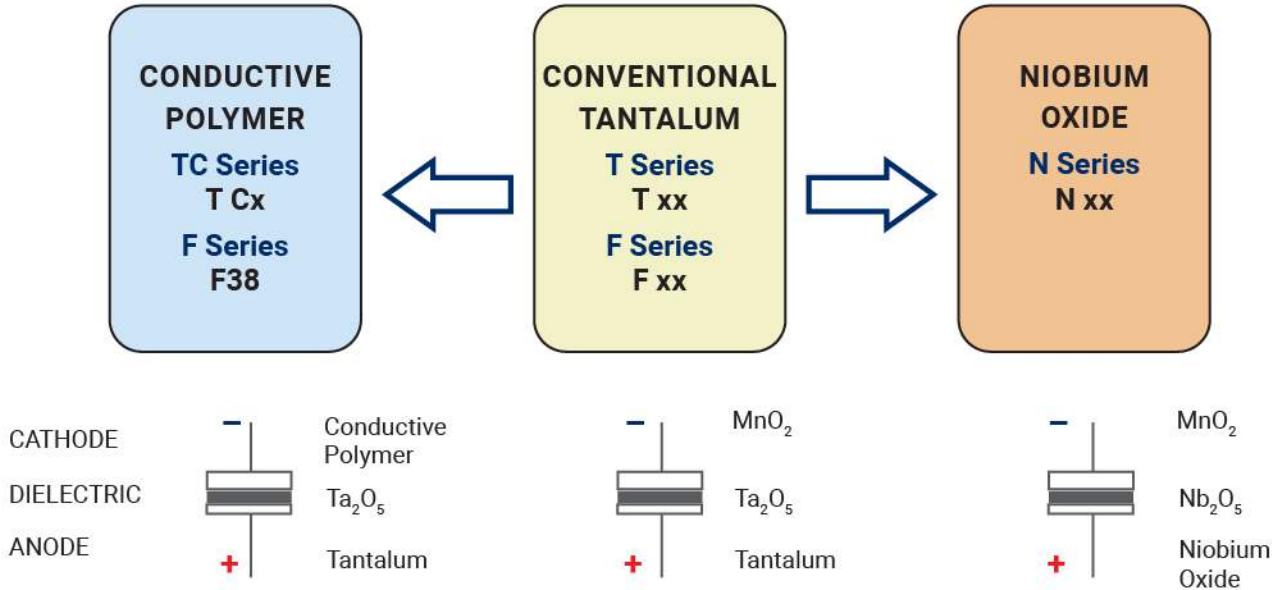 CONDUCTIVE
POLYMER
TC Series
T Cx
F Series
F38
CONVENTIONAL
TANTALUM
T Series
T xx
F Series
F xx
NIOBIUM
OXIDE
N Series
N xx
CATHODE
DIELECTRIC
ANODE
−
Conductive
Polymer
Ta₂O₅
+
Tantalum
−
MnO₂
Ta₂O₅
+
Tantalum
−
MnO₂
Nb₂O₅
+
Niobium
Oxide